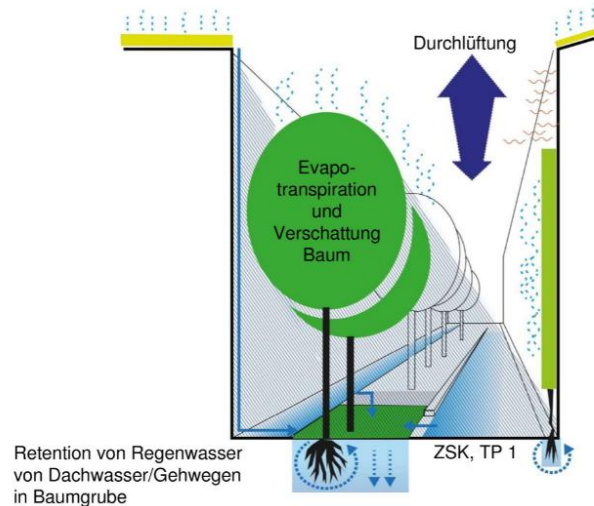 Durchlüftung
Evapo-
transpiration
und
Verschattung
Baum
Retention von Regenwasser
von Dachwasser/Gehwegen
in Baumgrube
ZSK, TP 1